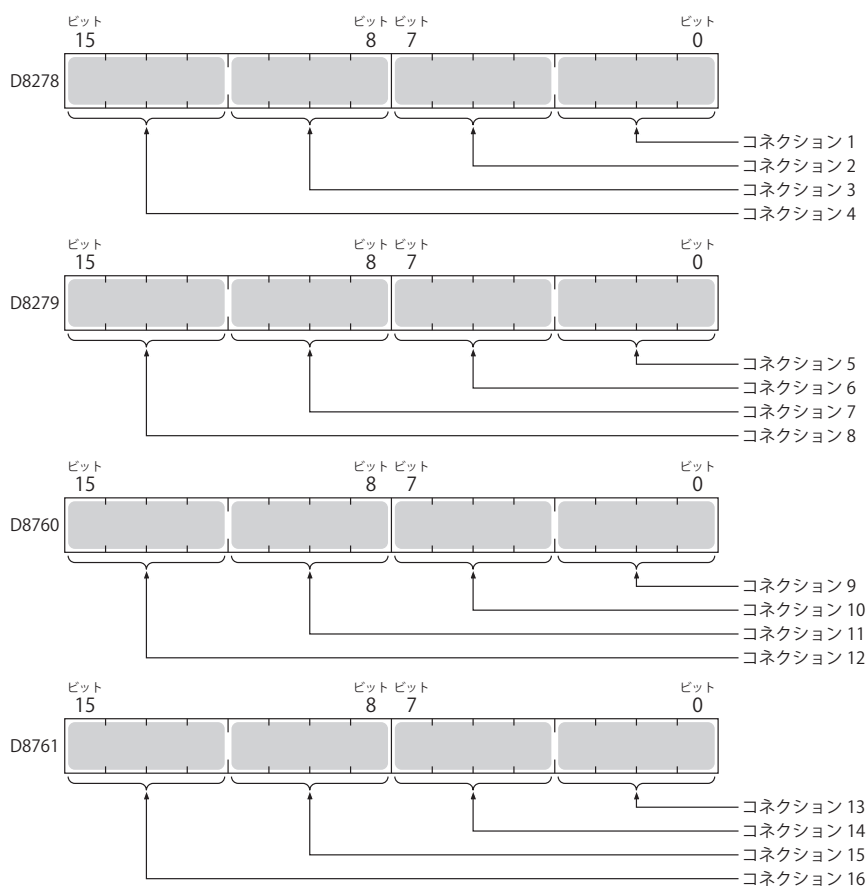 ビット ビット ビット ビット
15 8 7 0
D8278
コネクション 1
コネクション 2
コネクション 3
コネクション 4
ビット ビット ビット ビット
15 8 7 0
D8279
コネクション 5
コネクション 6
コネクション 7
コネクション 8
ビット ビット ビット ビット
15 8 7 0
D8760
コネクション 9
コネクション 10
コネクション 11
コネクション 12
ビット ビット ビット ビット
15 8 7 0
D8761
コネクション 13
コネクション 14
コネクション 15
コネクション 16